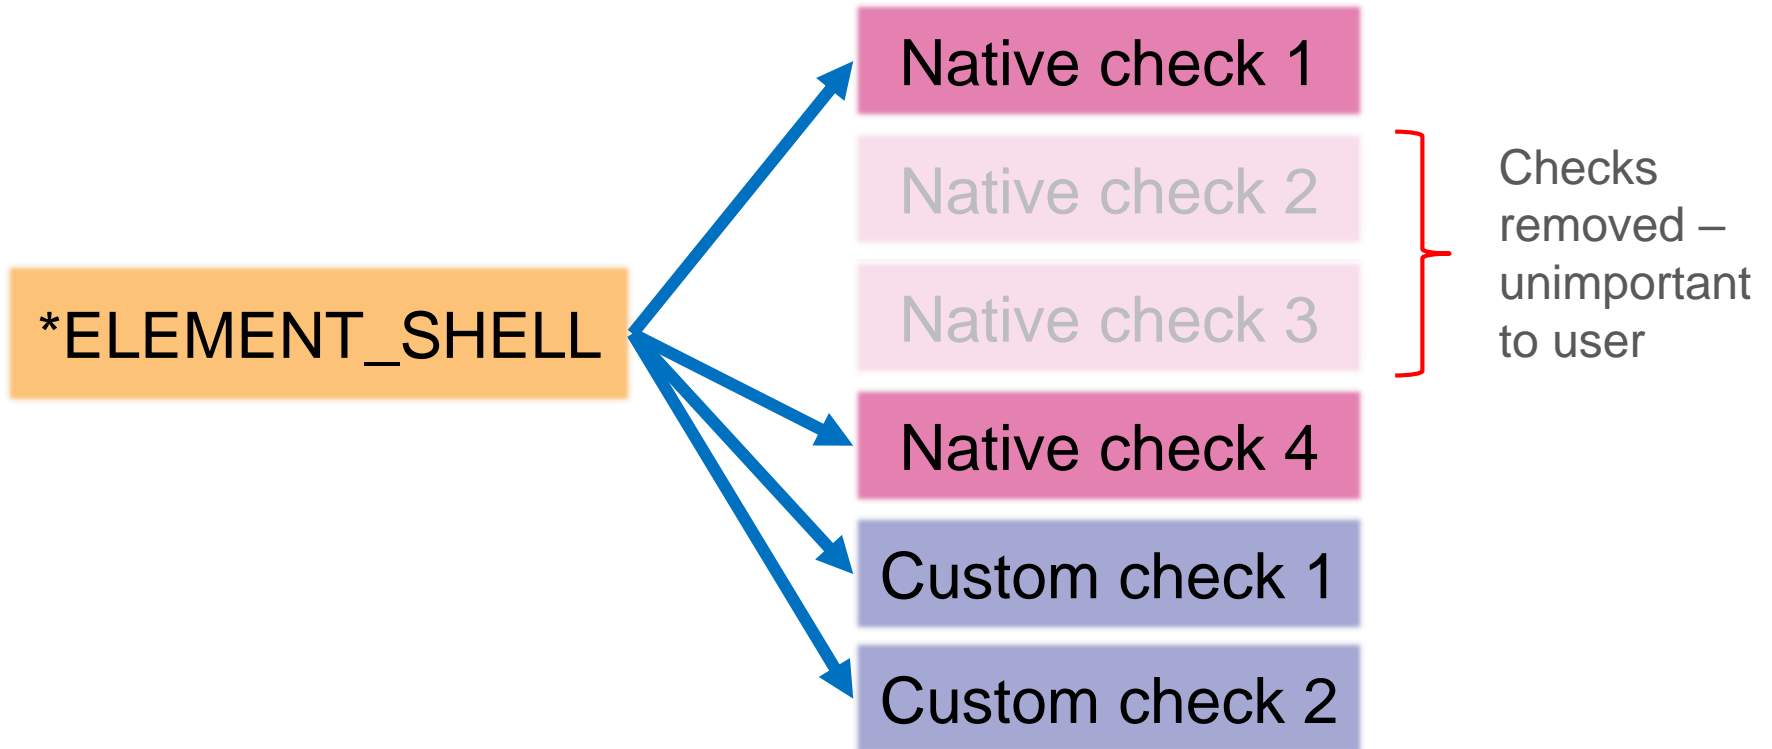 Native check 1
Native check 2
Native check 3
Native check 4
Custom check 1
Custom check 2
*ELEMENT_SHELL
Checks
removed –
unimportant
to user